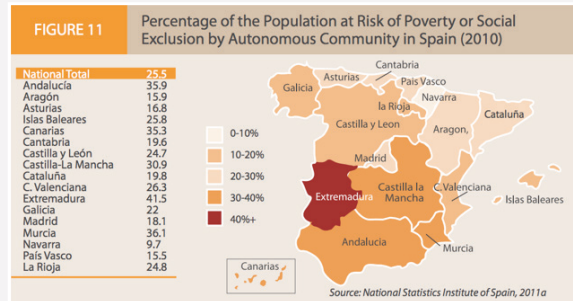 FIGURE 11
Percentage of the Population at Risk of Poverty or Social
Exclusion by Autonomous Community in Spain (2010)
National Total 25.5
Andalucía 35.9
Aragón 15.9
Asturias 16.8
Islas Baleares 25.8
Canarias 35.3
Cantabria 19.6
Castilla y León 24.7
Castilla-La Mancha 30.9
Cataluña 19.8
C. Valenciana 26.3
Extremadura 41.5
Galicia 22
Madrid 18.1
Murcia 36.1
Navarra 9.7
País Vasco 15.5
La Rioja 24.8
0-10%
10-20%
20-30%
30-40%
40%+
Cantabria
Asturias
País Vasco
Galicia
Navarra
la Rioja
Cataluña
Castilla y Leon
Aragon,
Madrid
Extremadura
Castilla la
Mancha
C. Valenciana
Islas Baleares
Andalucia
Murcia
Canarias
Source: National Statistics Institute of Spain, 2011a